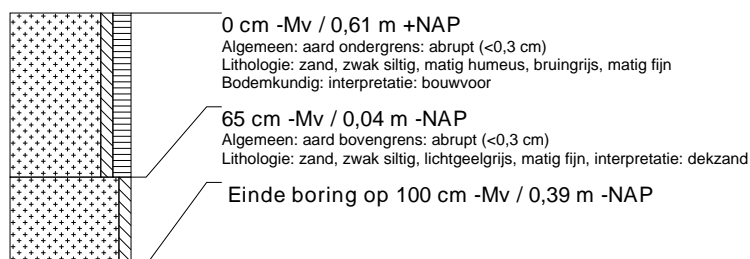 0 cm -Mv / 0,61 m +NAP
Algemeen: aard ondergrens: abrupt (<0,3 cm)
Lithologie: zand, zwak siltig, matig humeus, bruingrijs, matig fijn
Bodemkundig: interpretatie: bouwvoor
65 cm -Mv / 0,04 m -NAP
Algemeen: aard bovengrens: abrupt (<0,3 cm)
Lithologie: zand, zwak siltig, lichtgeelgrijs, matig fijn, interpretatie: dekzand
Einde boring op 100 cm -Mv / 0,39 m -NAP